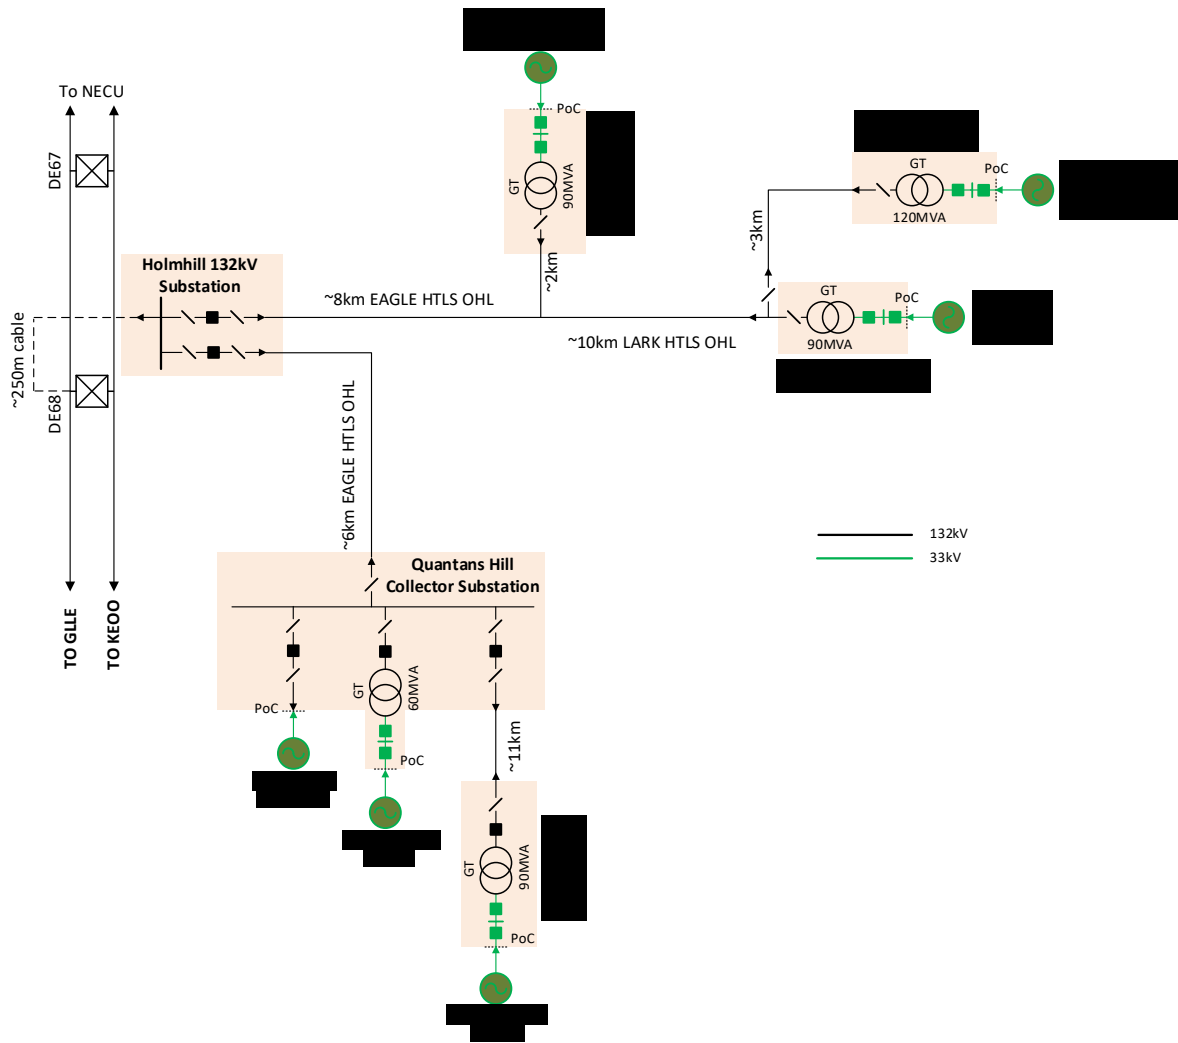 To NECU
PoC
DE67
GT
90MVA
GT
PoC
120MVA
~3km
~2km
Holmhill 132kV
Substation
~8km EAGLE HTLS OHL
GT
PoC
90MVA
~10km LARK HTLS OHL
~250m cable
DE68
~6km EAGLE HTLS OHL
132kV
33kV
Quantans Hill
Collector Substation
TO GLLE
TO KEOO
GT
60MVA
PoC
PoC
~11km
GT
90MVA
PoC